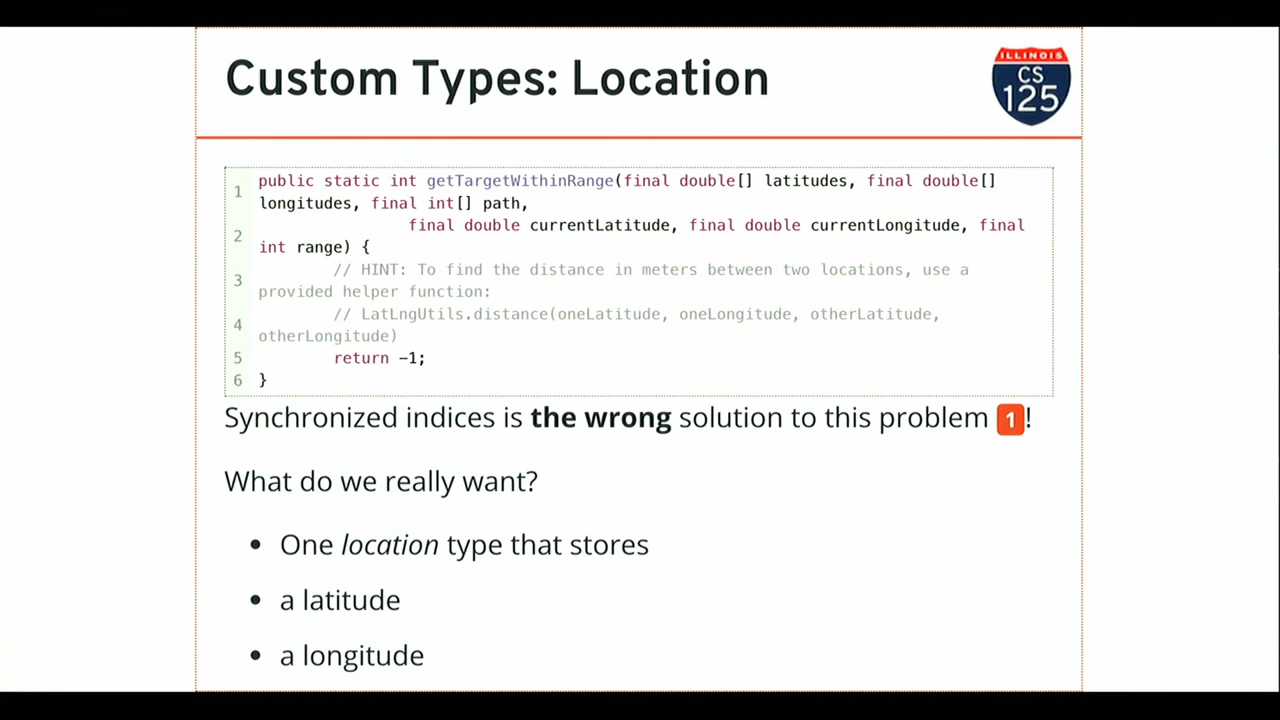 Custom Types: Location
ILLINOIS
CS
125
1 public static int getTargetWithinRange(final double[] latitudes, final double[]
longitudes, final int[] path,
2 final double currentLatitude, final double currentLongitude, final
int range) {
3 // HINT: To find the distance in meters between two locations, use a
provided helper function:
4 // LatLngUtils.distance(oneLatitude, oneLongitude, otherLatitude,
otherLongitude)
5 return -1;
6 }
Synchronized indices is the wrong solution to this problem 1!
What do we really want?
• One location type that stores
• a latitude
• a longitude